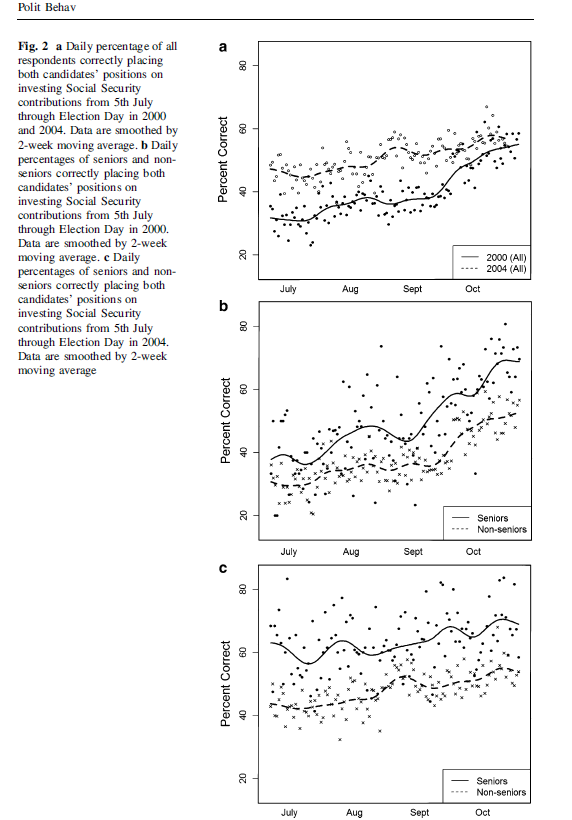 Polit Behav
Fig. 2 a Daily percentage of all
respondents correctly placing
both candidates' positions on
investing Social Security
contributions from 5th July
through Election Day in 2000
and 2004. Data are smoothed by
2-week moving average. b Daily
percentages of seniors and non-
seniors correctly placing both
candidates' positions on
investing Social Security
contributions from 5th July
through Election Day in 2000.
Data are smoothed by 2-week
moving average. c Daily
percentages of seniors and non-
seniors correctly placing both
candidates' positions on
investing Social Security
contributions from 5th July
through Election Day in 2004.
Data are smoothed by 2-week
moving average
a
Percent Correct
80
60
40
20
2000 (All)
2004 (All)
July Aug Sept Oct
b
Percent Correct
80
60
40
20
Seniors
Non-seniors
July Aug Sept Oct
c
Percent Correct
80
60
40
20
Seniors
Non-seniors
July Aug Sept Oct